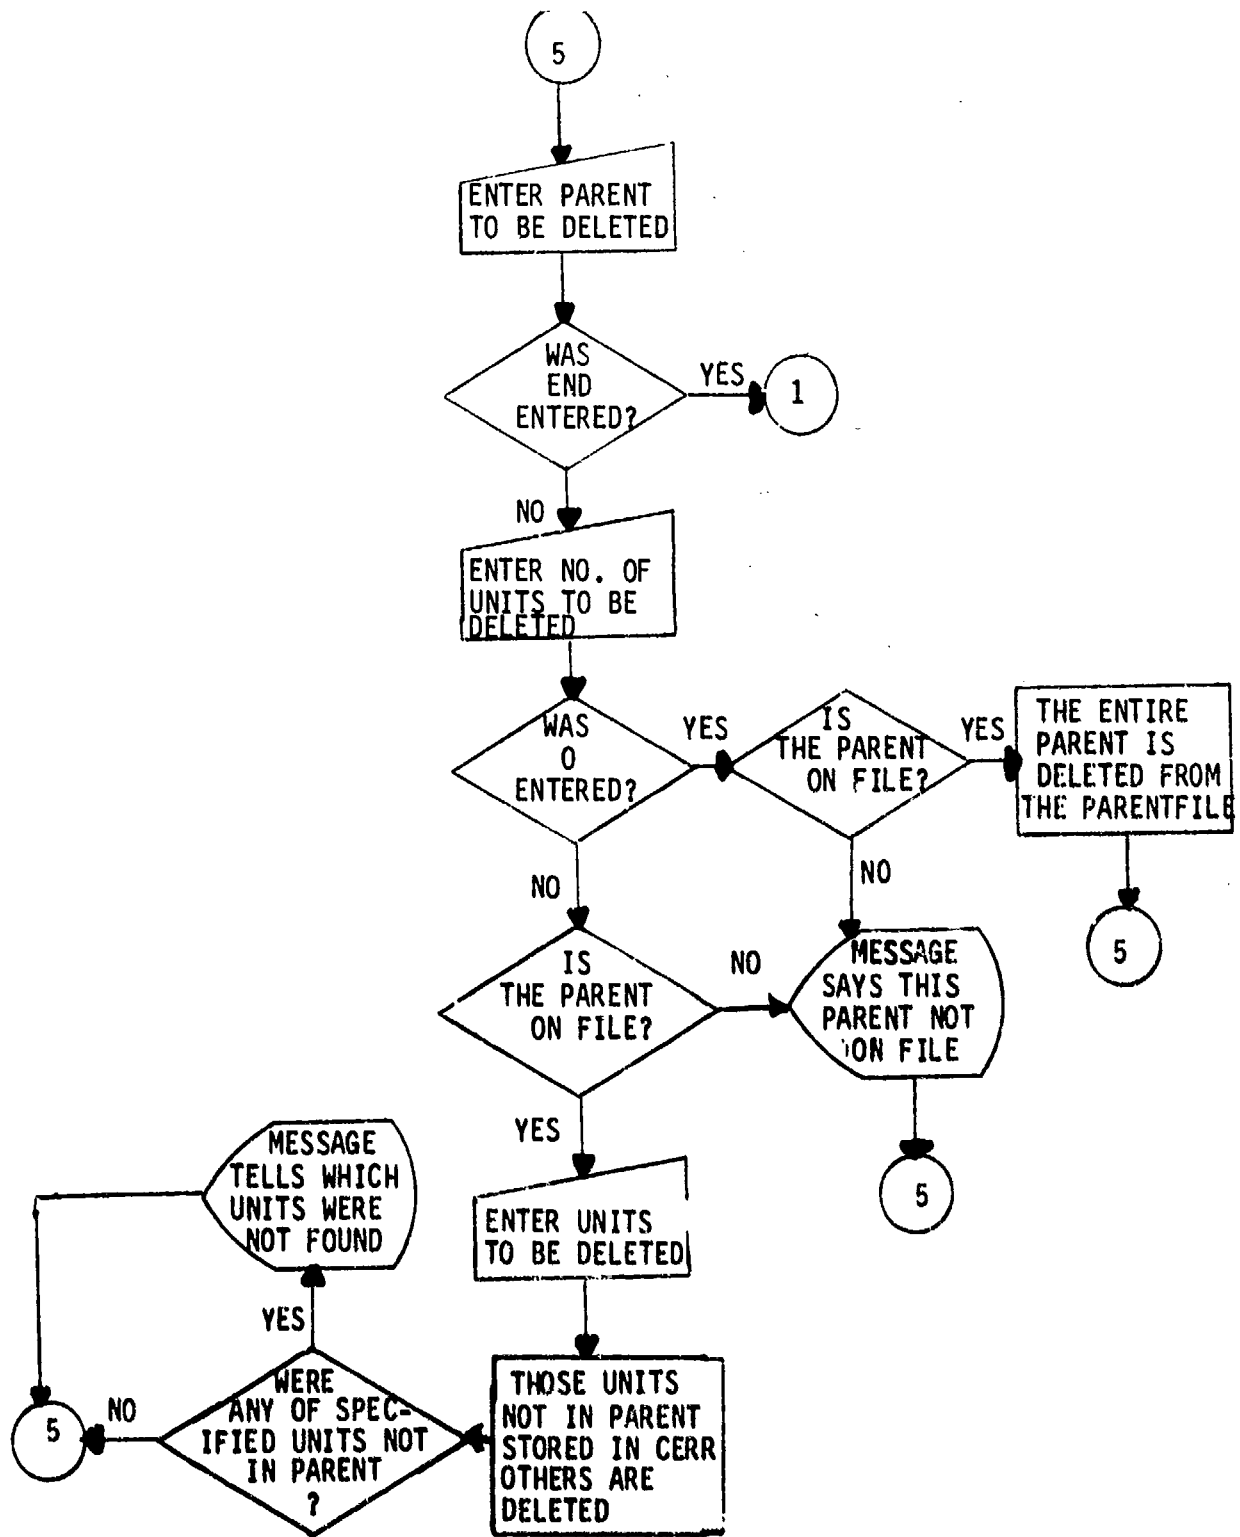 5
ENTER PARENT
TO BE DELETED
WAS
END
ENTERED?
YES
1
NO
ENTER NO. OF
UNITS TO BE
DELETED
WAS
0
ENTERED?
YES
IS
THE PARENT
ON FILE?
YES
THE ENTIRE
PARENT IS
DELETED FROM
THE PARENTFILE
NO
NO
5
IS
THE PARENT
ON FILE?
NO
MESSAGE
SAYS THIS
PARENT NOT
ON FILE
YES
5
MESSAGE
TELLS WHICH
UNITS WERE
NOT FOUND
ENTER UNITS
TO BE DELETED
YES
WERE
ANY OF SPEC-
IFIED UNITS NOT
IN PARENT
?
NO
5
THOSE UNITS
NOT IN PARENT
STORED IN CERR
OTHERS ARE
DELETED